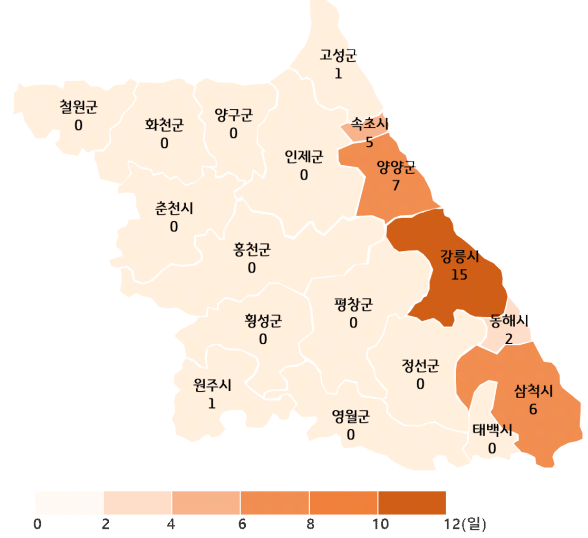 고성군
1
철원군
0
화천군
0
양구군
0
속초시
5
인제군
0
양양군
7
춘천시
0
홍천군
0
강릉시
15
평창군
0
횡성군
0
동해시
2
정선군
0
원주시
1
삼척시
6
영월군
0
태백시
0
0 2 4 6 8 10 12(일)